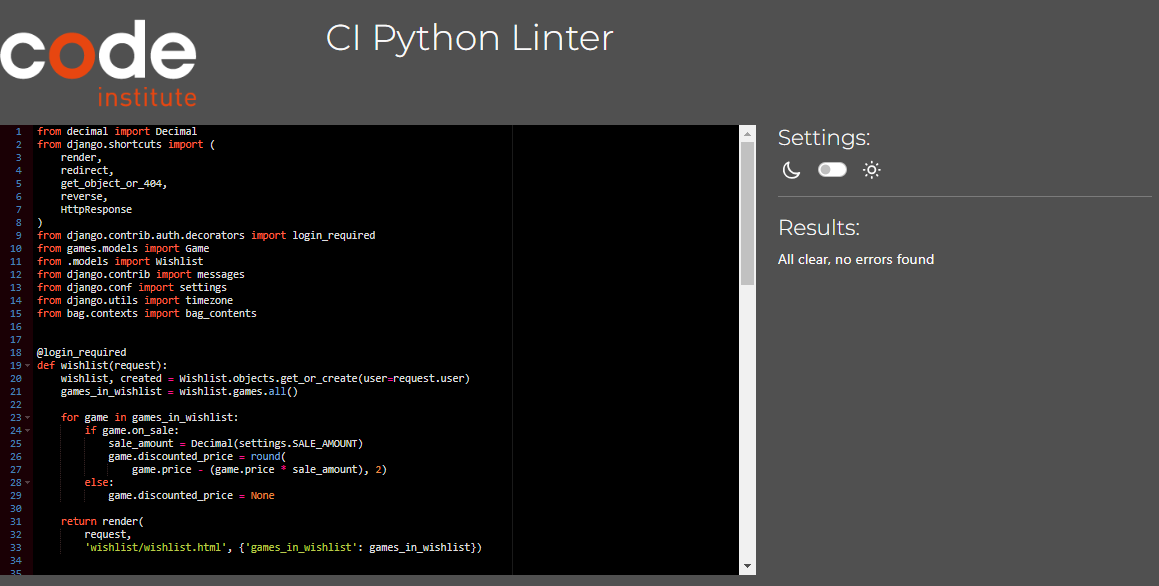 code
institute
CI Python Linter
1 from decimal import Decimal
2 from django.shortcuts import (
3     render,
4     redirect,
5     get_object_or_404,
6     reverse,
7     HttpResponse
8 )
9 from django.contrib.auth.decorators import login_required
10 from games.models import Game
11 from .models import Wishlist
12 from django.contrib import messages
13 from django.conf import settings
14 from django.utils import timezone
15 from bag.contexts import bag_contents
16
17
18 @login_required
19 def wishlist(request):
20     wishlist, created = Wishlist.objects.get_or_create(user=request.user)
21     games_in_wishlist = wishlist.games.all()
22
23     for game in games_in_wishlist:
24         if game.on_sale:
25             sale_amount = Decimal(settings.SALE_AMOUNT)
26             game.discounted_price = round(
27                 game.price - (game.price * sale_amount), 2)
28         else:
29             game.discounted_price = None
30
31     return render(
32         request,
33         'wishlist/wishlist.html', {'games_in_wishlist': games_in_wishlist})
34
35
Settings:
Results:
All clear, no errors found